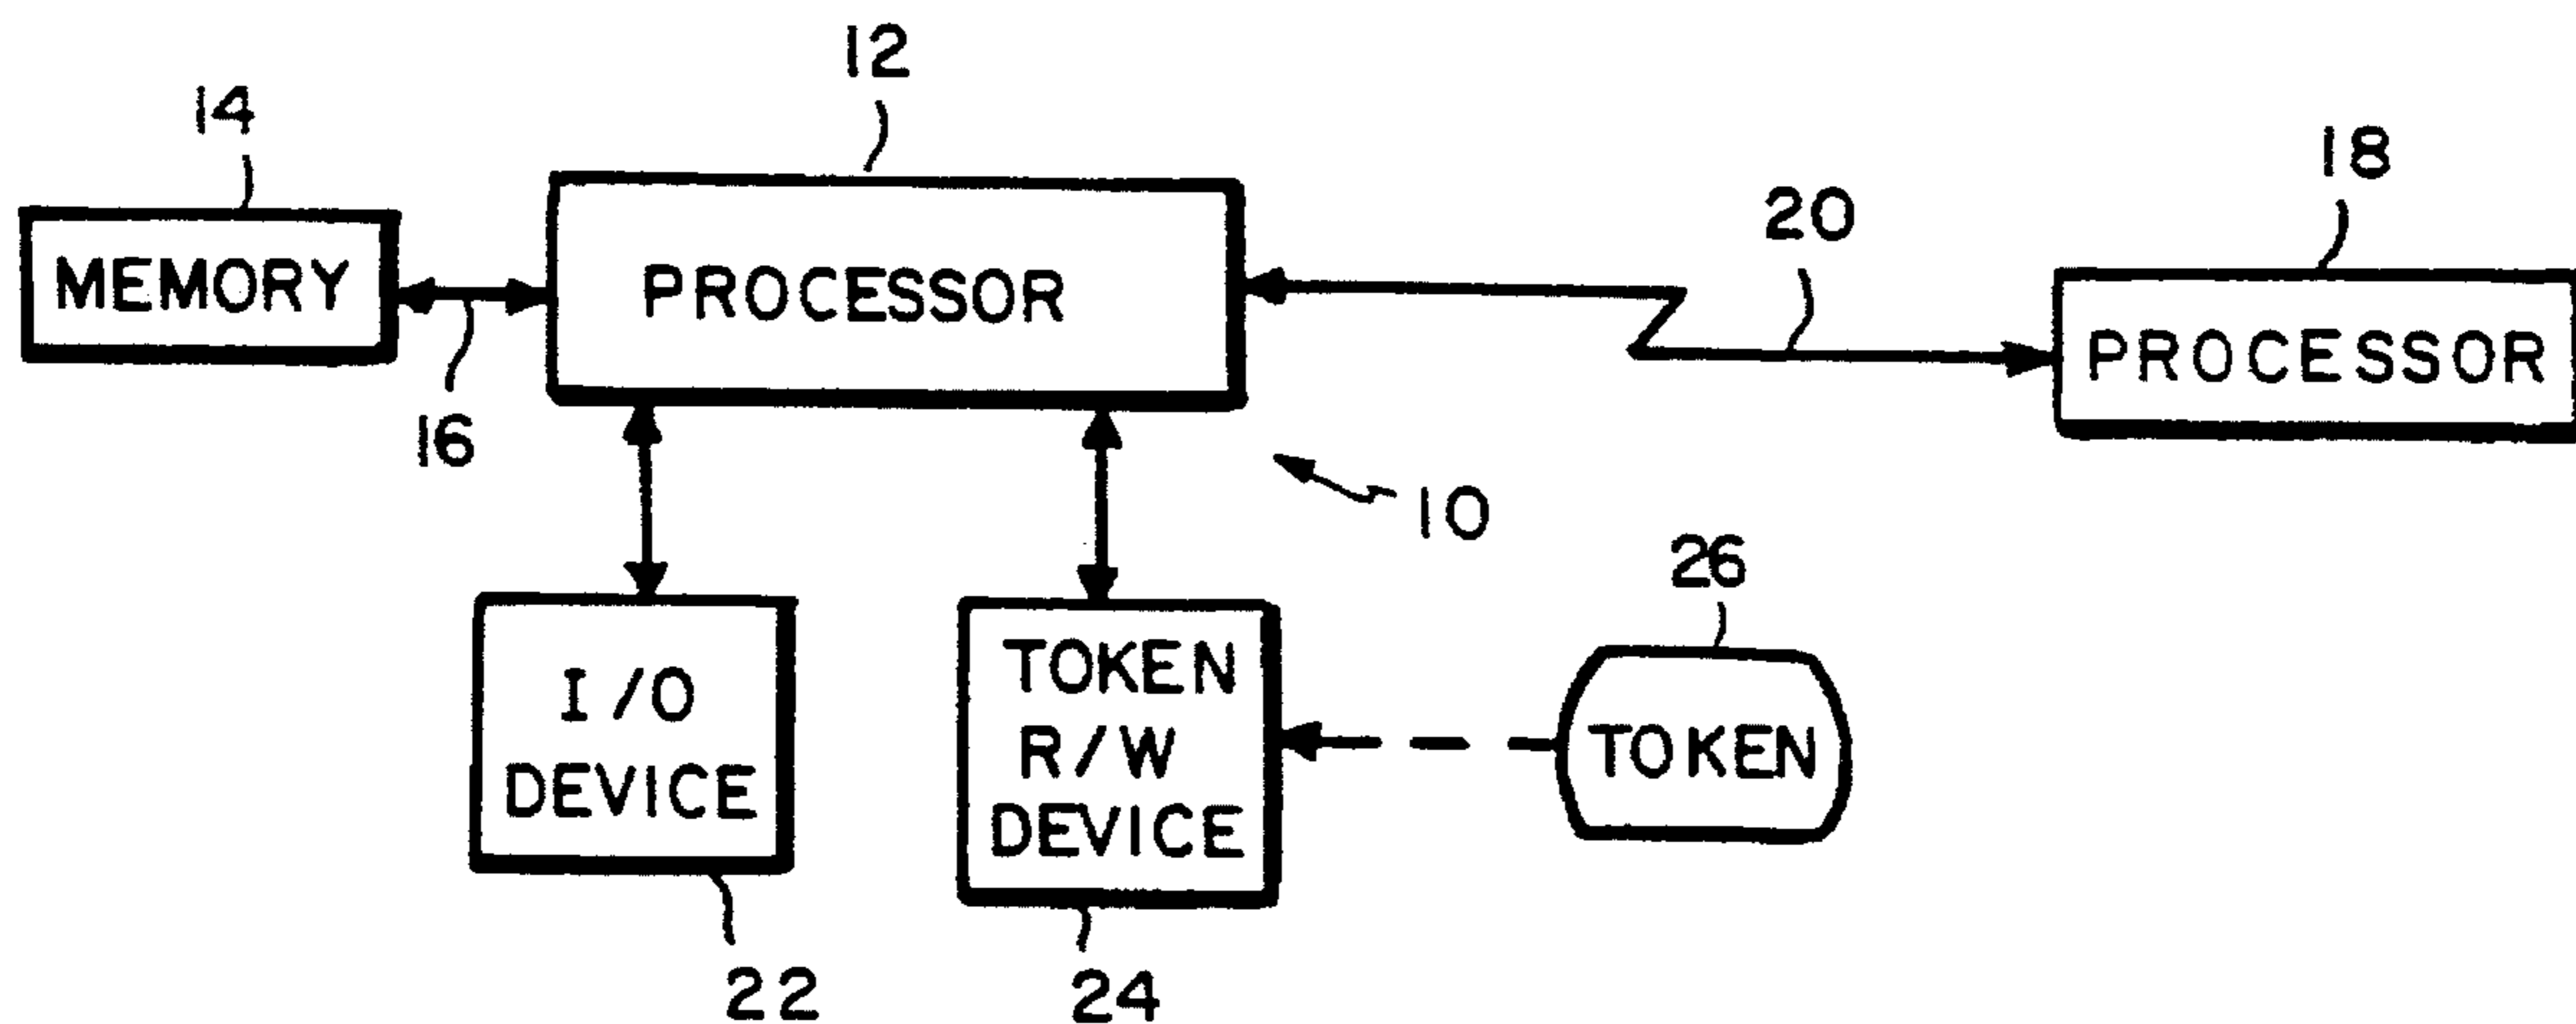 12
14
18
20
MEMORY
PROCESSOR
PROCESSOR
16
10
26
I/O
DEVICE
TOKEN
R/W
DEVICE
TOKEN
22
24